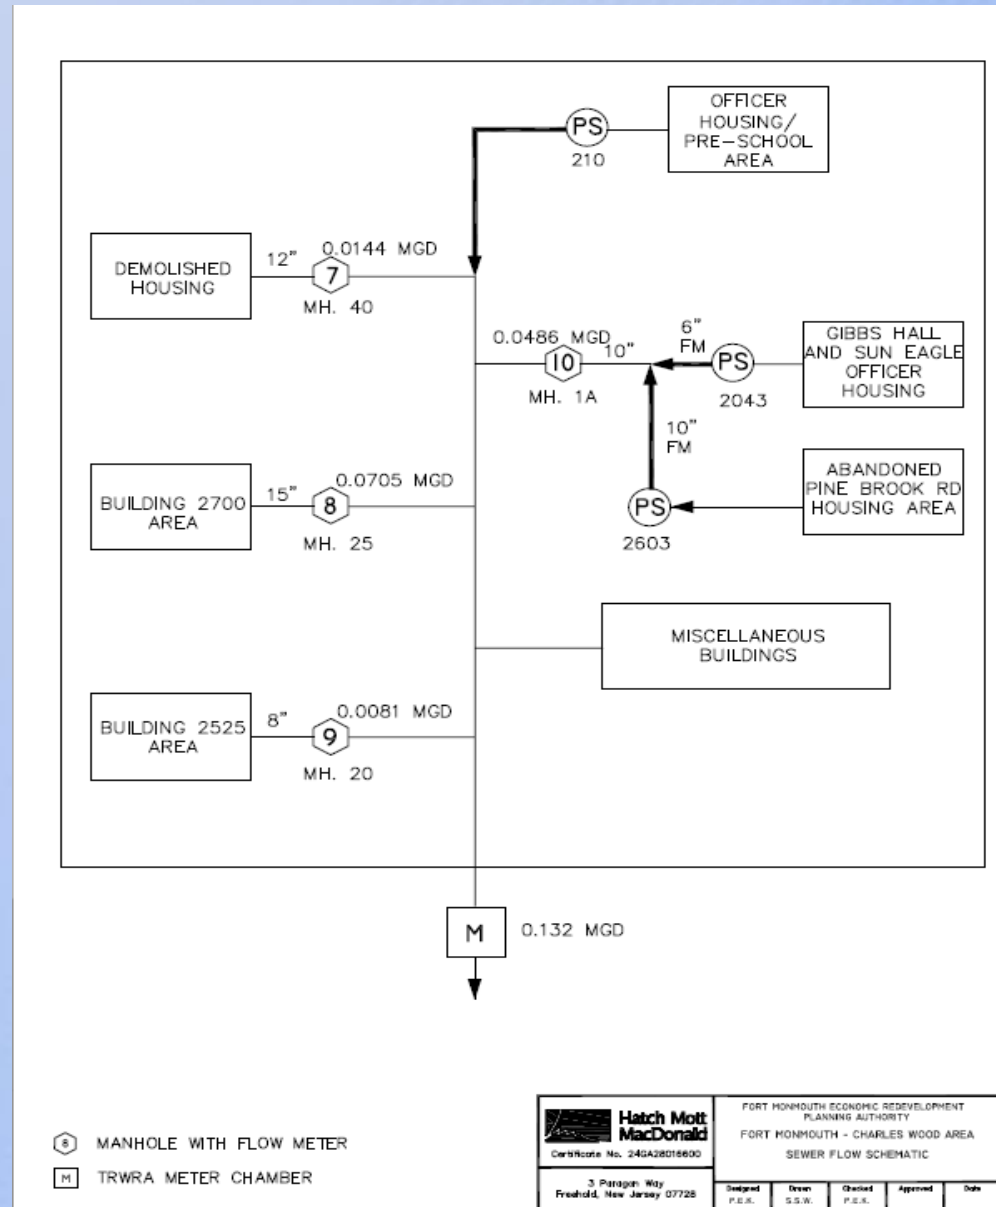 OFFICER
HOUSING/
PRE-SCHOOL
AREA
PS
210
DEMOLISHED
HOUSING
12"
0.0144 MGD
7
MH. 40
0.0486 MGD
10"
10
MH. 1A
6"
FM
PS
2043
GIBBS HALL
AND SUN EAGLE
OFFICER
HOUSING
10"
FM
PS
2603
ABANDONED
PINE BROOK RD
HOUSING AREA
BUILDING 2700
AREA
15"
0.0705 MGD
8
MH. 25
MISCELLANEOUS
BUILDINGS
BUILDING 2525
AREA
8"
0.0081 MGD
9
MH. 20
M
0.132 MGD
8 MANHOLE WITH FLOW METER
M TRWRA METER CHAMBER
Hatch Mott
MacDonald
Certificate No. 24GA28016600
3 Paragon Way
Freehold, New Jersey 07728
FORT MONMOUTH ECONOMIC REDEVELOPMENT
PLANNING AUTHORITY
FORT MONMOUTH - CHARLES WOOD AREA
SEWER FLOW SCHEMATIC
Designed
P.E.K.
Drawn
S.S.W.
Checked
P.E.K.
Approved
Date